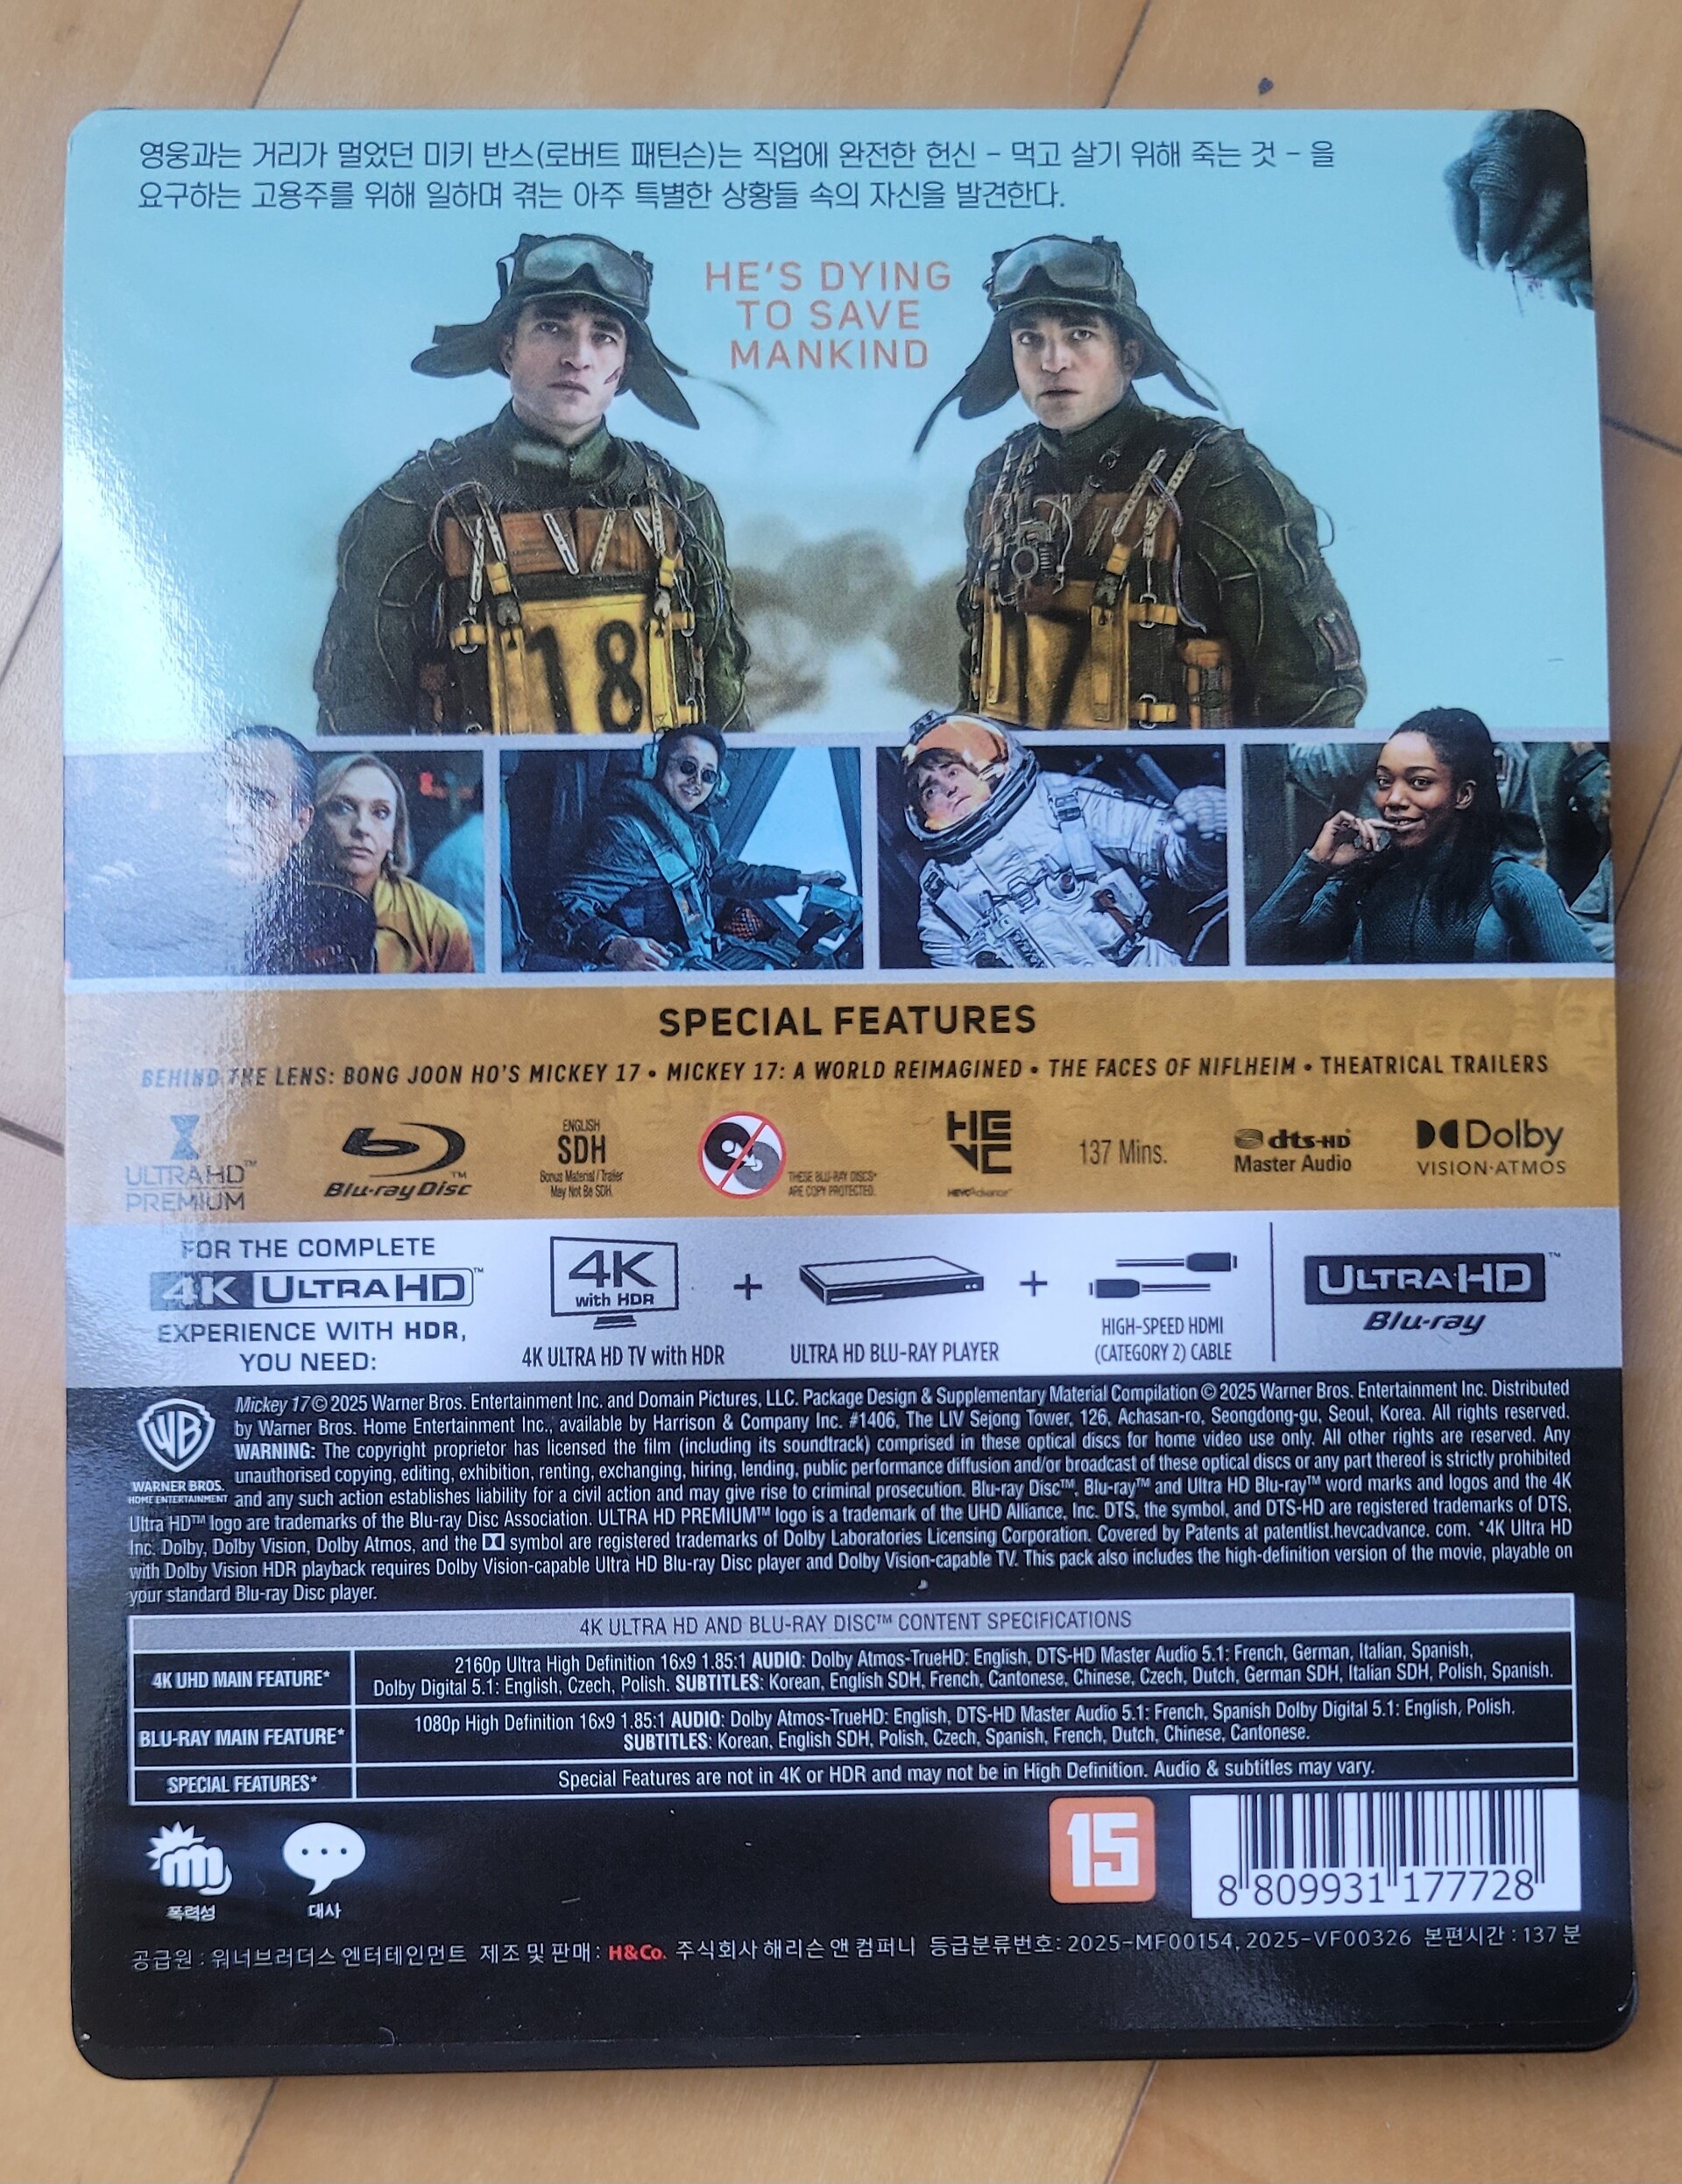 영웅과는 거리가 멀었던 미키 반스(로버트 패틴슨)는 직업에 완전한 헌신 - 먹고 살기 위해 죽는 것 - 을
요구하는 고용주를 위해 일하며 겪는 아주 특별한 상황들 속의 자신을 발견한다.
HE'S DYING
TO SAVE
MANKIND
18
17
SPECIAL FEATURES
BEHIND THE LENS: BONG JOON HO'S MICKEY 17 • MICKEY 17: A WORLD REIMAGINED • THE FACES OF NIFLHEIM • THEATRICAL TRAILERS
ULTRA HD™
PREMIUM
Blu-ray Disc™
ENGLISH
SDH
Bonus Material/Trailer
May Not Be SDH.
THESE BLU-RAY DISCS*
ARE COPY PROTECTED.
HEVC
HEVCAdvance™
137 Mins.
dts-HD
Master Audio
Dolby
VISION·ATMOS
FOR THE COMPLETE
4K ULTRA HD™
EXPERIENCE WITH HDR,
YOU NEED:
4K
with HDR
4K ULTRA HD TV with HDR
+
ULTRA HD BLU-RAY PLAYER
+
HIGH-SPEED HDMI
(CATEGORY 2) CABLE
ULTRA HD™
Blu-ray
WB
WARNER BROS.
HOME ENTERTAINMENT
Mickey 17 © 2025 Warner Bros. Entertainment Inc. and Domain Pictures, LLC. Package Design & Supplementary Material Compilation © 2025 Warner Bros. Entertainment Inc. Distributed
by Warner Bros. Home Entertainment Inc., available by Harrison & Company Inc. #1406, The LIV Sejong Tower, 126, Achasan-ro, Seongdong-gu, Seoul, Korea. All rights reserved.
WARNING: The copyright proprietor has licensed the film (including its soundtrack) comprised in these optical discs for home video use only. All other rights are reserved. Any
unauthorised copying, editing, exhibition, renting, exchanging, hiring, lending, public performance diffusion and/or broadcast of these optical discs or any part thereof is strictly prohibited
and any such action establishes liability for a civil action and may give rise to criminal prosecution. Blu-ray Disc™, Blu-ray™ and Ultra HD Blu-ray™ word marks and logos and the 4K
Ultra HD™ logo are trademarks of the Blu-ray Disc Association. ULTRA HD PREMIUM™ logo is a trademark of the UHD Alliance, Inc. DTS, the symbol, and DTS-HD are registered trademarks of DTS,
Inc. Dolby, Dolby Vision, Dolby Atmos, and the symbol are registered trademarks of Dolby Laboratories Licensing Corporation. Covered by Patents at patentlist.hevcadvance. com. *4K Ultra HD
with Dolby Vision HDR playback requires Dolby Vision-capable Ultra HD Blu-ray Disc player and Dolby Vision-capable TV. This pack also includes the high-definition version of the movie, playable on
your standard Blu-ray Disc player.
4K ULTRA HD AND BLU-RAY DISC™ CONTENT SPECIFICATIONS
4K UHD MAIN FEATURE*
2160p Ultra High Definition 16x9 1.85:1 AUDIO: Dolby Atmos-TrueHD: English, DTS-HD Master Audio 5.1: French, German, Italian, Spanish,
Dolby Digital 5.1: English, Czech, Polish. SUBTITLES: Korean, English SDH, French, Cantonese, Chinese, Czech, Dutch, German SDH, Italian SDH, Polish, Spanish.
BLU-RAY MAIN FEATURE*
1080p High Definition 16x9 1.85:1 AUDIO: Dolby Atmos-TrueHD: English, DTS-HD Master Audio 5.1: French, Spanish Dolby Digital 5.1: English, Polish.
SUBTITLES: Korean, English SDH, Polish, Czech, Spanish, French, Dutch, Chinese, Cantonese.
SPECIAL FEATURES*
Special Features are not in 4K or HDR and may not be in High Definition. Audio & subtitles may vary.
폭력성
대사
15
8 809931 177728
공급원 : 워너브러더스 엔터테인먼트 제조 및 판매 : H&Co. 주식회사 해리슨 앤 컴퍼니 등급분류번호: 2025-MF00154, 2025-VF00326 본편시간 : 137 분